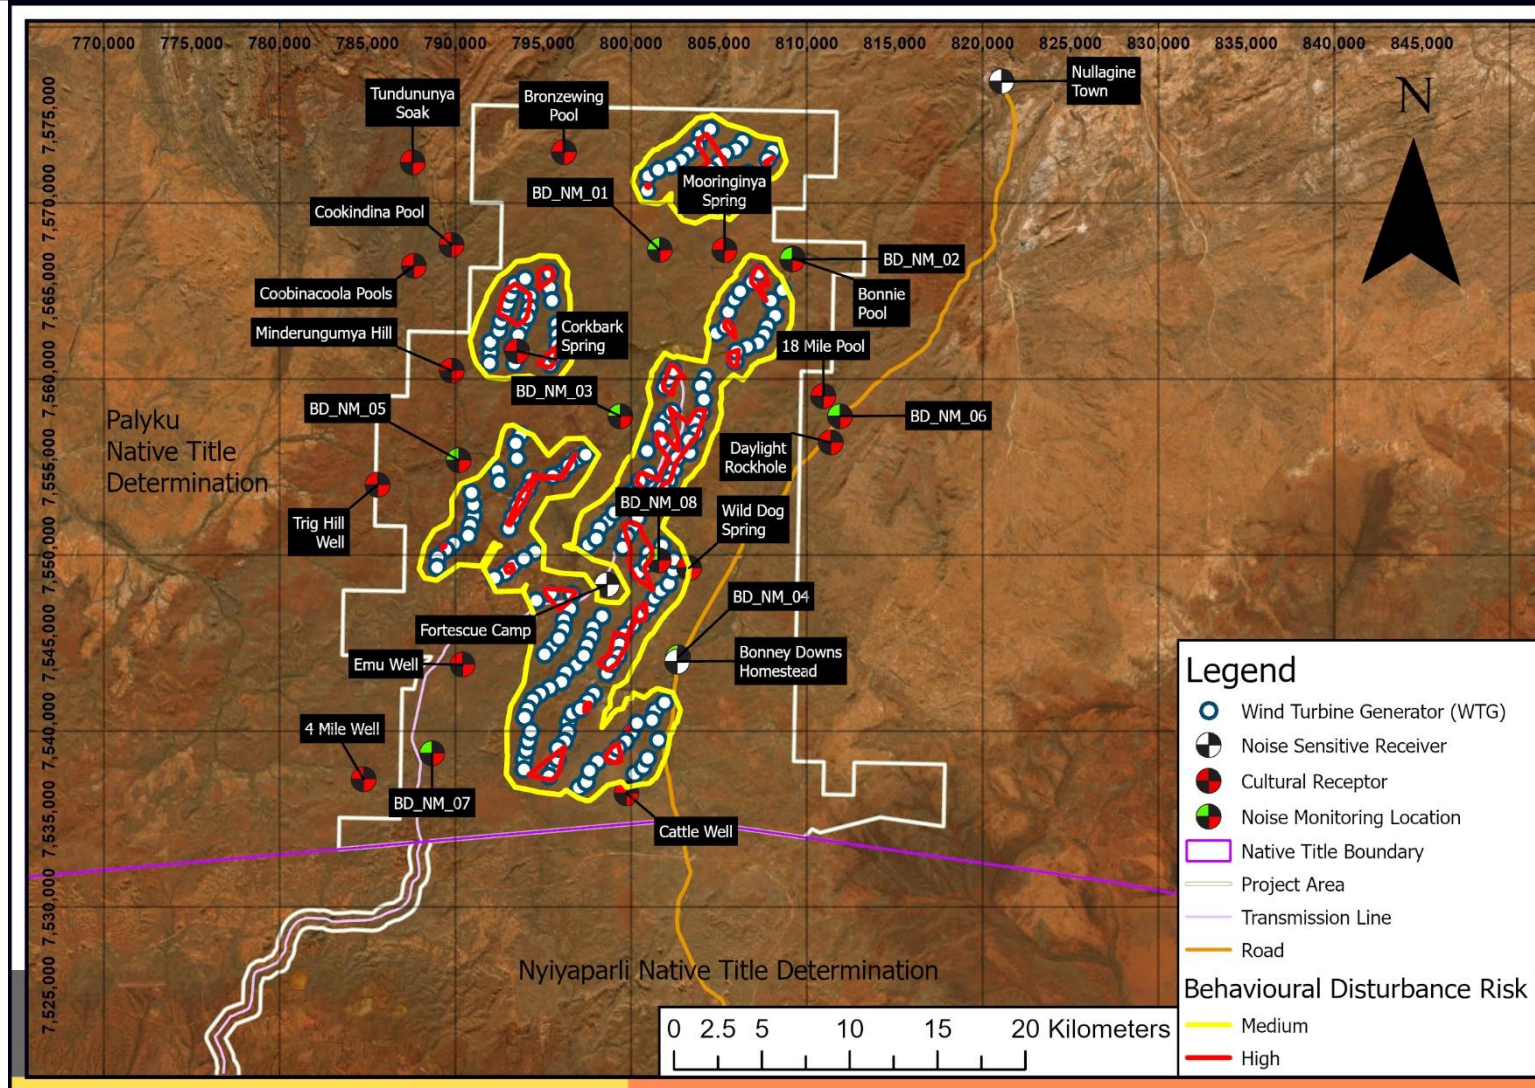 770,000 775,000 780,000 785,000 790,000 795,000 800,000 805,000 810,000 815,000 820,000 825,000 830,000 835,000 840,000 845,000
7,575,000
7,570,000
7,565,000
7,560,000
7,555,000
7,550,000
7,545,000
7,540,000
7,535,000
7,530,000
7,525,000
N
Nullagine
Town
Tundununya
Soak
Bronzewing
Pool
Mooringinya
Spring
BD_NM_01
Cookindina Pool
BD_NM_02
Coobinacoola Pools
Bonnie
Pool
Minderungumya Hill
Corkbark
Spring
18 Mile Pool
BD_NM_03
BD_NM_05
BD_NM_06
Palyku
Native Title
Determination
Daylight
Rockhole
BD_NM_08
Trig Hill
Well
Wild Dog
Spring
BD_NM_04
Fortescue Camp
Emu Well
Bonney Downs
Homestead
4 Mile Well
BD_NM_07
Cattle Well
Nyiyaparli Native Title Determination
0 2.5 5 10 15 20 Kilometers
Legend
Wind Turbine Generator (WTG)
Noise Sensitive Receiver
Cultural Receptor
Noise Monitoring Location
Native Title Boundary
Project Area
Transmission Line
Road
Behavioural Disturbance Risk
Medium
High